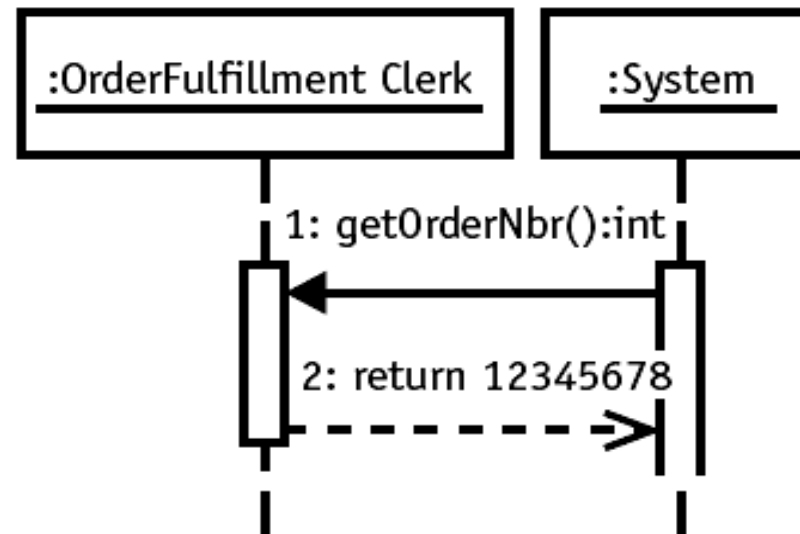 :OrderFulfillment Clerk
:System
1: getOrderNbr():int
2: return 12345678